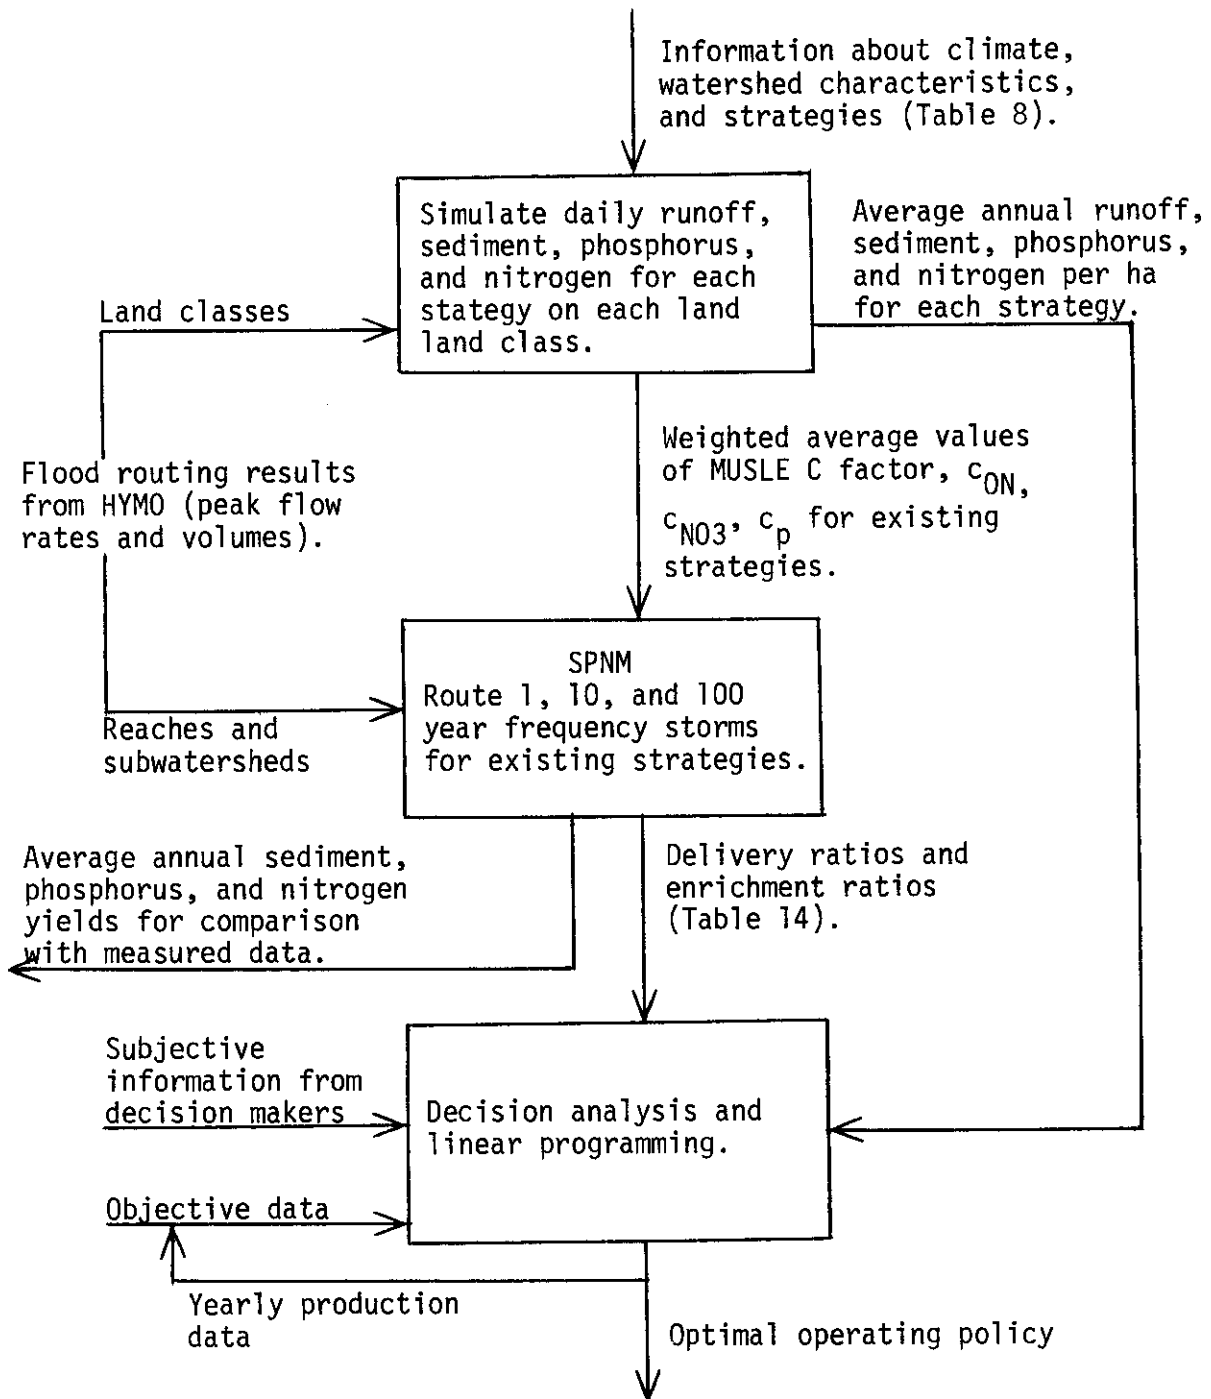 Information about climate,
watershed characteristics,
and strategies (Table 8).
Simulate daily runoff,
sediment, phosphorus,
and nitrogen for each
stategy on each land
land class.
Average annual runoff,
sediment, phosphorus,
and nitrogen per ha
for each strategy.
Land classes
Flood routing results
from HYMO (peak flow
rates and volumes).
Weighted average values
of MUSLE C factor, cON,
cNO3, cp for existing
strategies.
Reaches and
subwatersheds
SPNM
Route 1, 10, and 100
year frequency storms
for existing strategies.
Average annual sediment,
phosphorus, and nitrogen
yields for comparison
with measured data.
Delivery ratios and
enrichment ratios
(Table 14).
Subjective
information from
decision makers
Decision analysis and
linear programming.
Objective data
Yearly production
data
Optimal operating policy